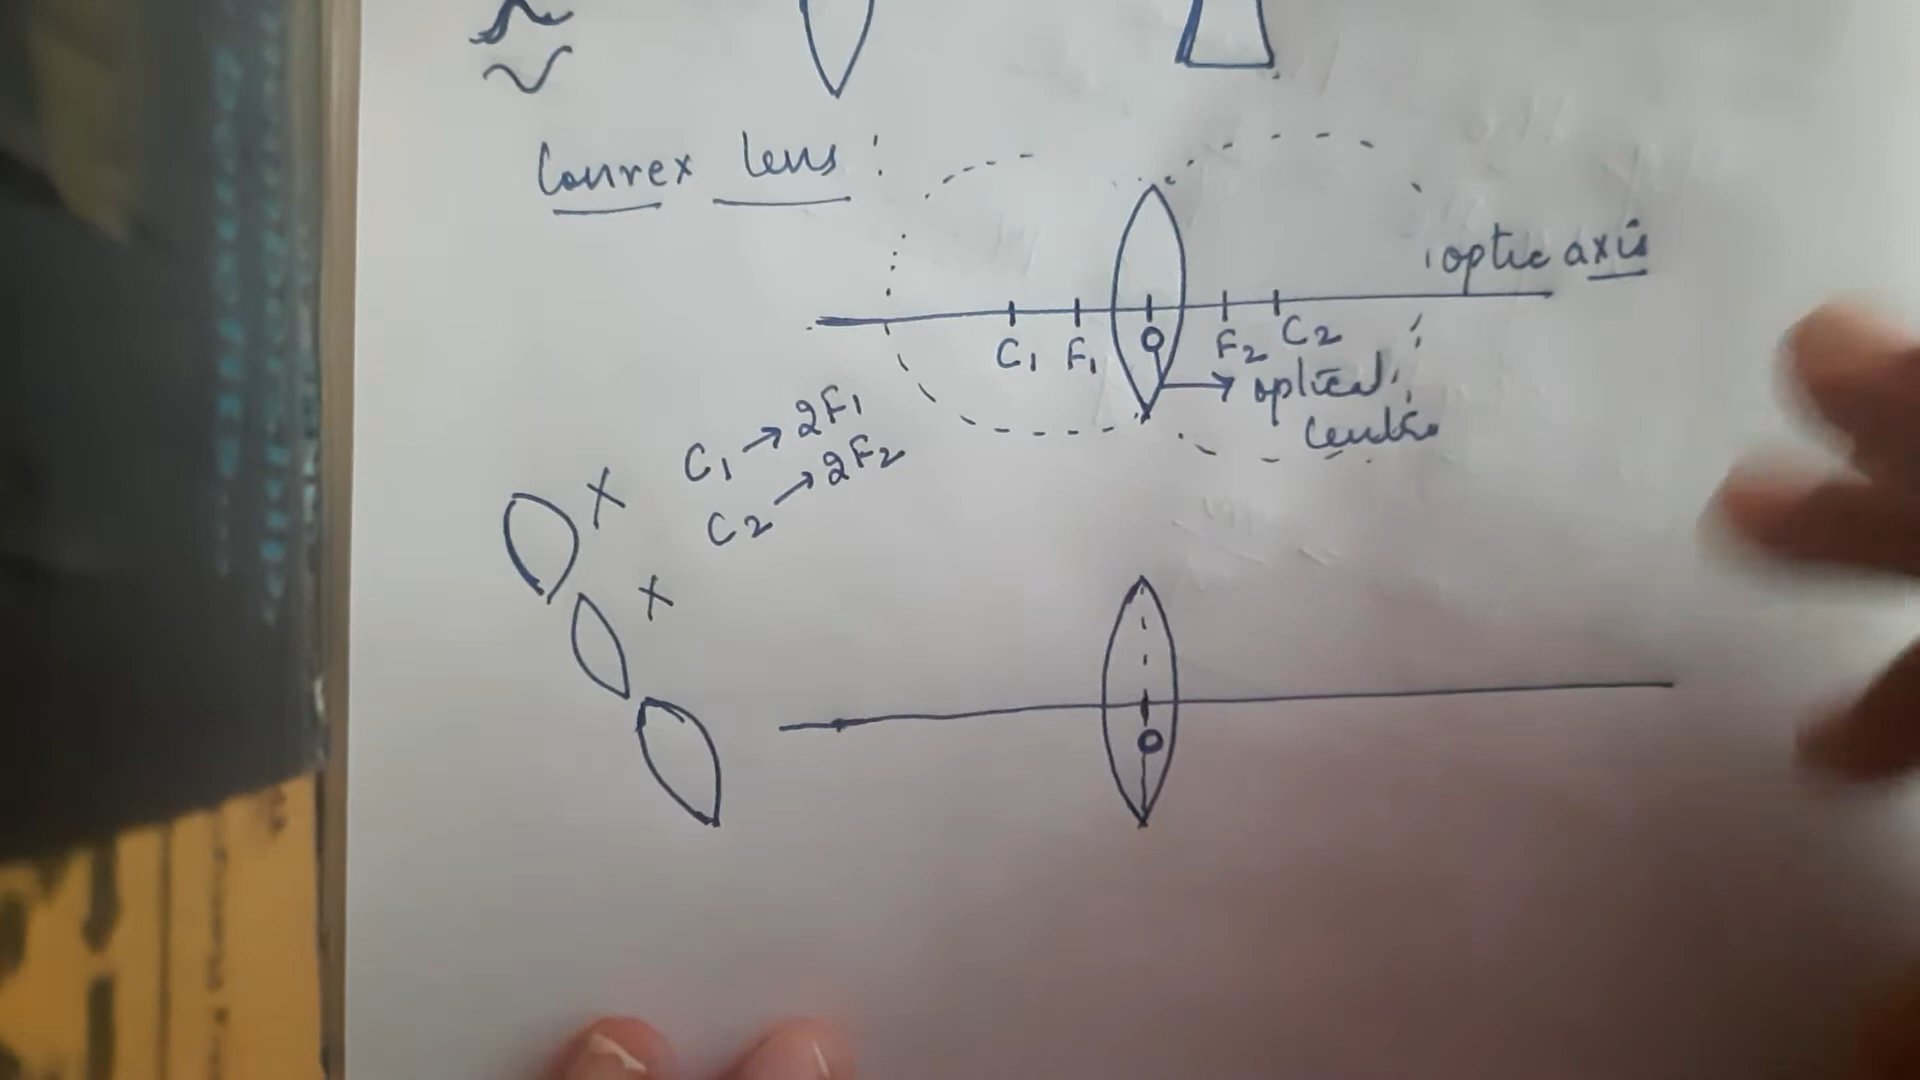 Convex lens :
optic axis
C1 F1 O F2 C2
→ optical
centre
C1 → 2F1
C2 → 2F2
X
X
O